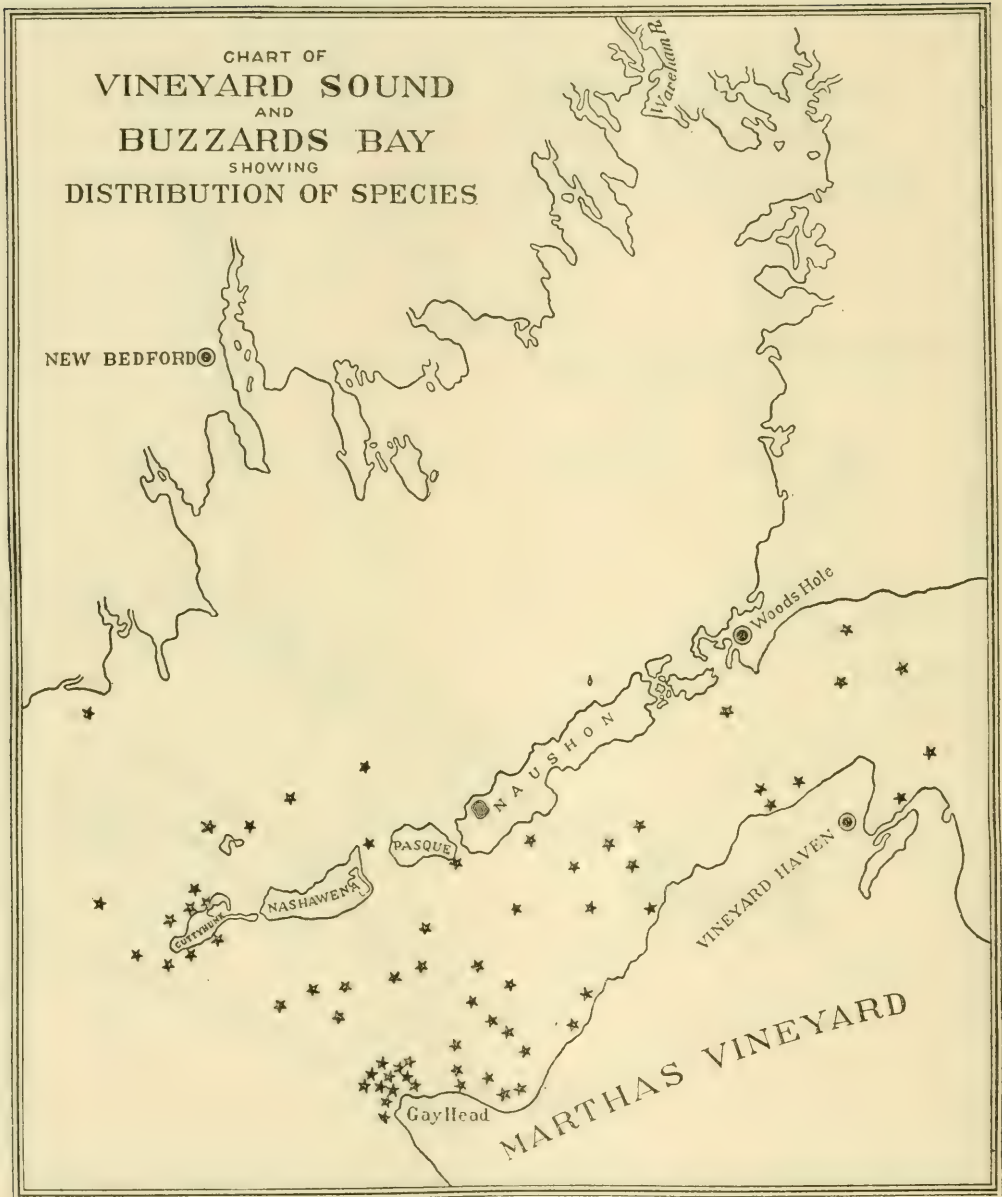 CHART OF
VINEYARD SOUND
AND
BUZZARDS BAY
SHOWING
DISTRIBUTION OF SPECIES
Wareham R
NEW BEDFORD
Woods Hole
NAUSHON
PASQUE
NASHAWENA
CUTTYHUNK
VINEYARD HAVEN
MARTHAS VINEYARD
Gay Head